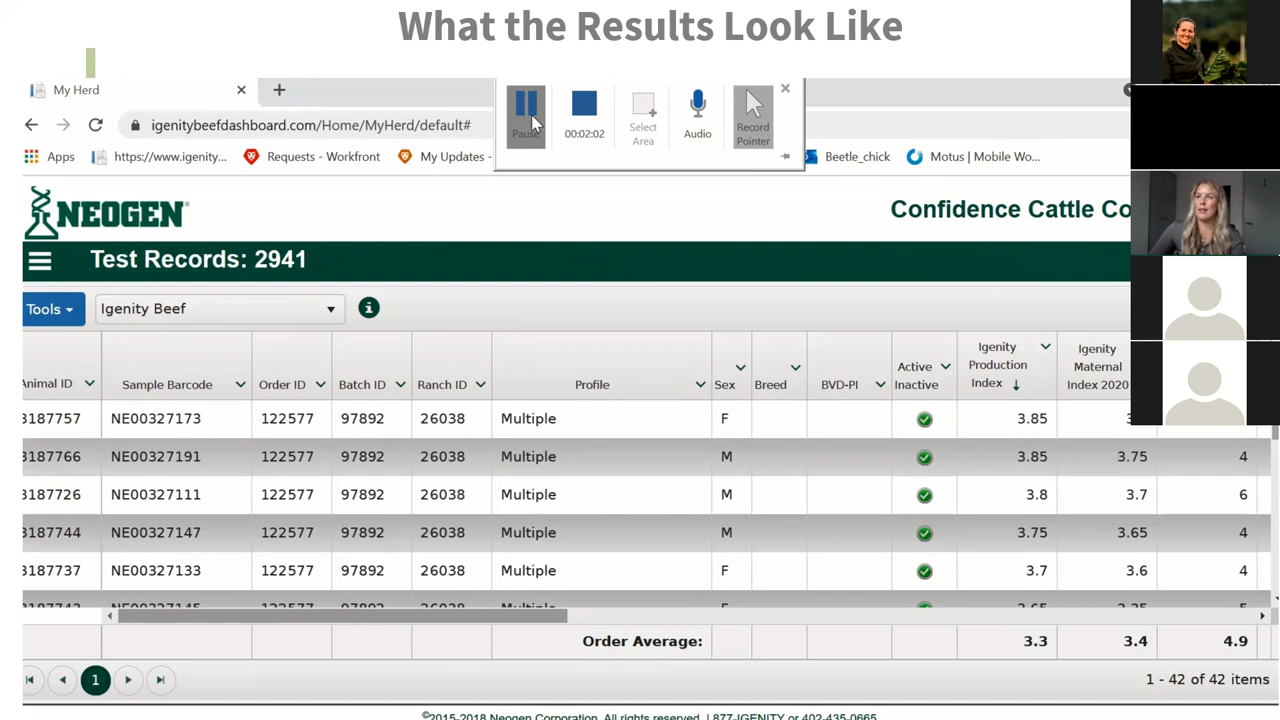 What the Results Look Like
My Herd
igenitybeefdashboard.com/Home/MyHerd/default#
Pause
00:02:02
Select Area
Audio
Record Pointer
Apps
https://www.igenity...
Requests - Workfront
My Updates -
Beetle_chick
Motus | Mobile Wo...
NEOGEN
Confidence Cattle Co
Test Records: 2941
Tools
Igenity Beef
Animal ID Sample Barcode Order ID Batch ID Ranch ID Profile Sex Breed BVD-PI Active Inactive Igenity Production Index Igenity Maternal Index 2020
3187757 NE00327173 122577 97892 26038 Multiple F 3.85 3.
3187766 NE00327191 122577 97892 26038 Multiple M 3.85 3.75 4
3187726 NE00327111 122577 97892 26038 Multiple M 3.8 3.7 6
3187744 NE00327147 122577 97892 26038 Multiple M 3.75 3.65 4
3187737 NE00327133 122577 97892 26038 Multiple F 3.7 3.6 4
Order Average: 3.3 3.4 4.9
1
1 - 42 of 42 items
©2015-2018 Neogen Corporation. All rights reserved. | 877-IGENITY or 402-435-0665